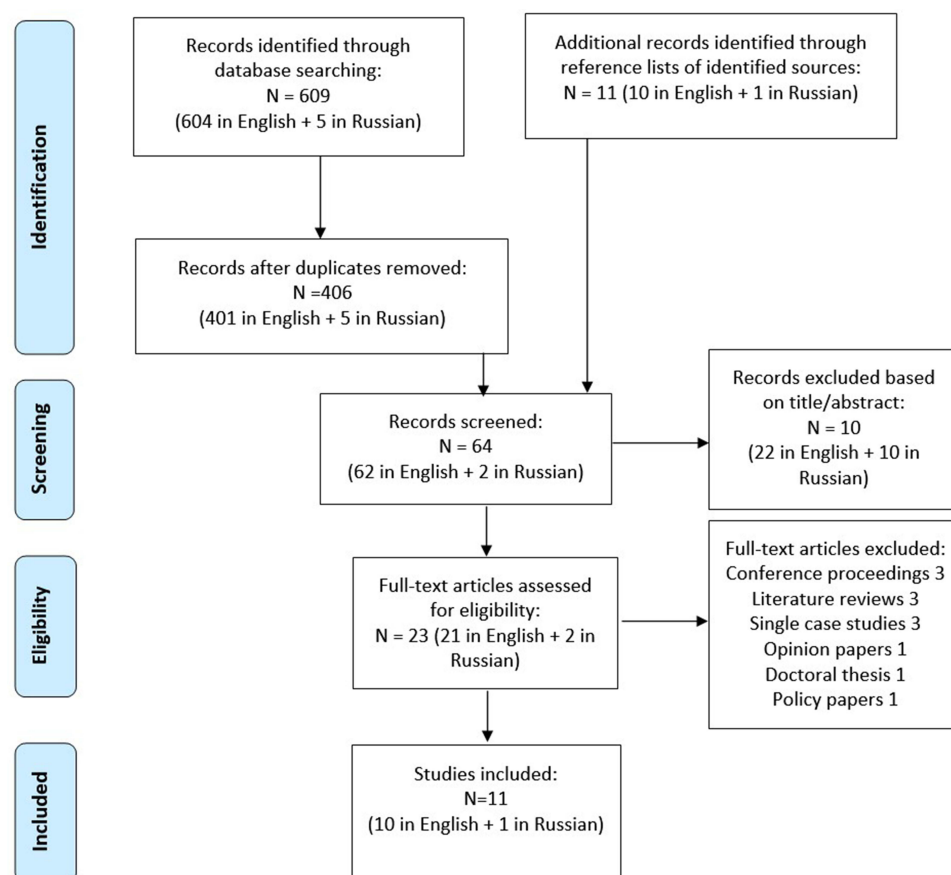 Identification
Records identified through
database searching:
N = 609
(604 in English + 5 in Russian)
Additional records identified through
reference lists of identified sources:
N = 11 (10 in English + 1 in Russian)
Records after duplicates removed:
N =406
(401 in English + 5 in Russian)
Screening
Records screened:
N = 64
(62 in English + 2 in Russian)
Records excluded based
on title/abstract:
N = 10
(22 in English + 10 in
Russian)
Eligibility
Full-text articles assessed
for eligibility:
N = 23 (21 in English + 2 in
Russian)
Full-text articles excluded:
Conference proceedings 3
Literature reviews 3
Single case studies 3
Opinion papers 1
Doctoral thesis 1
Policy papers 1
Included
Studies included:
N=11
(10 in English + 1 in Russian)